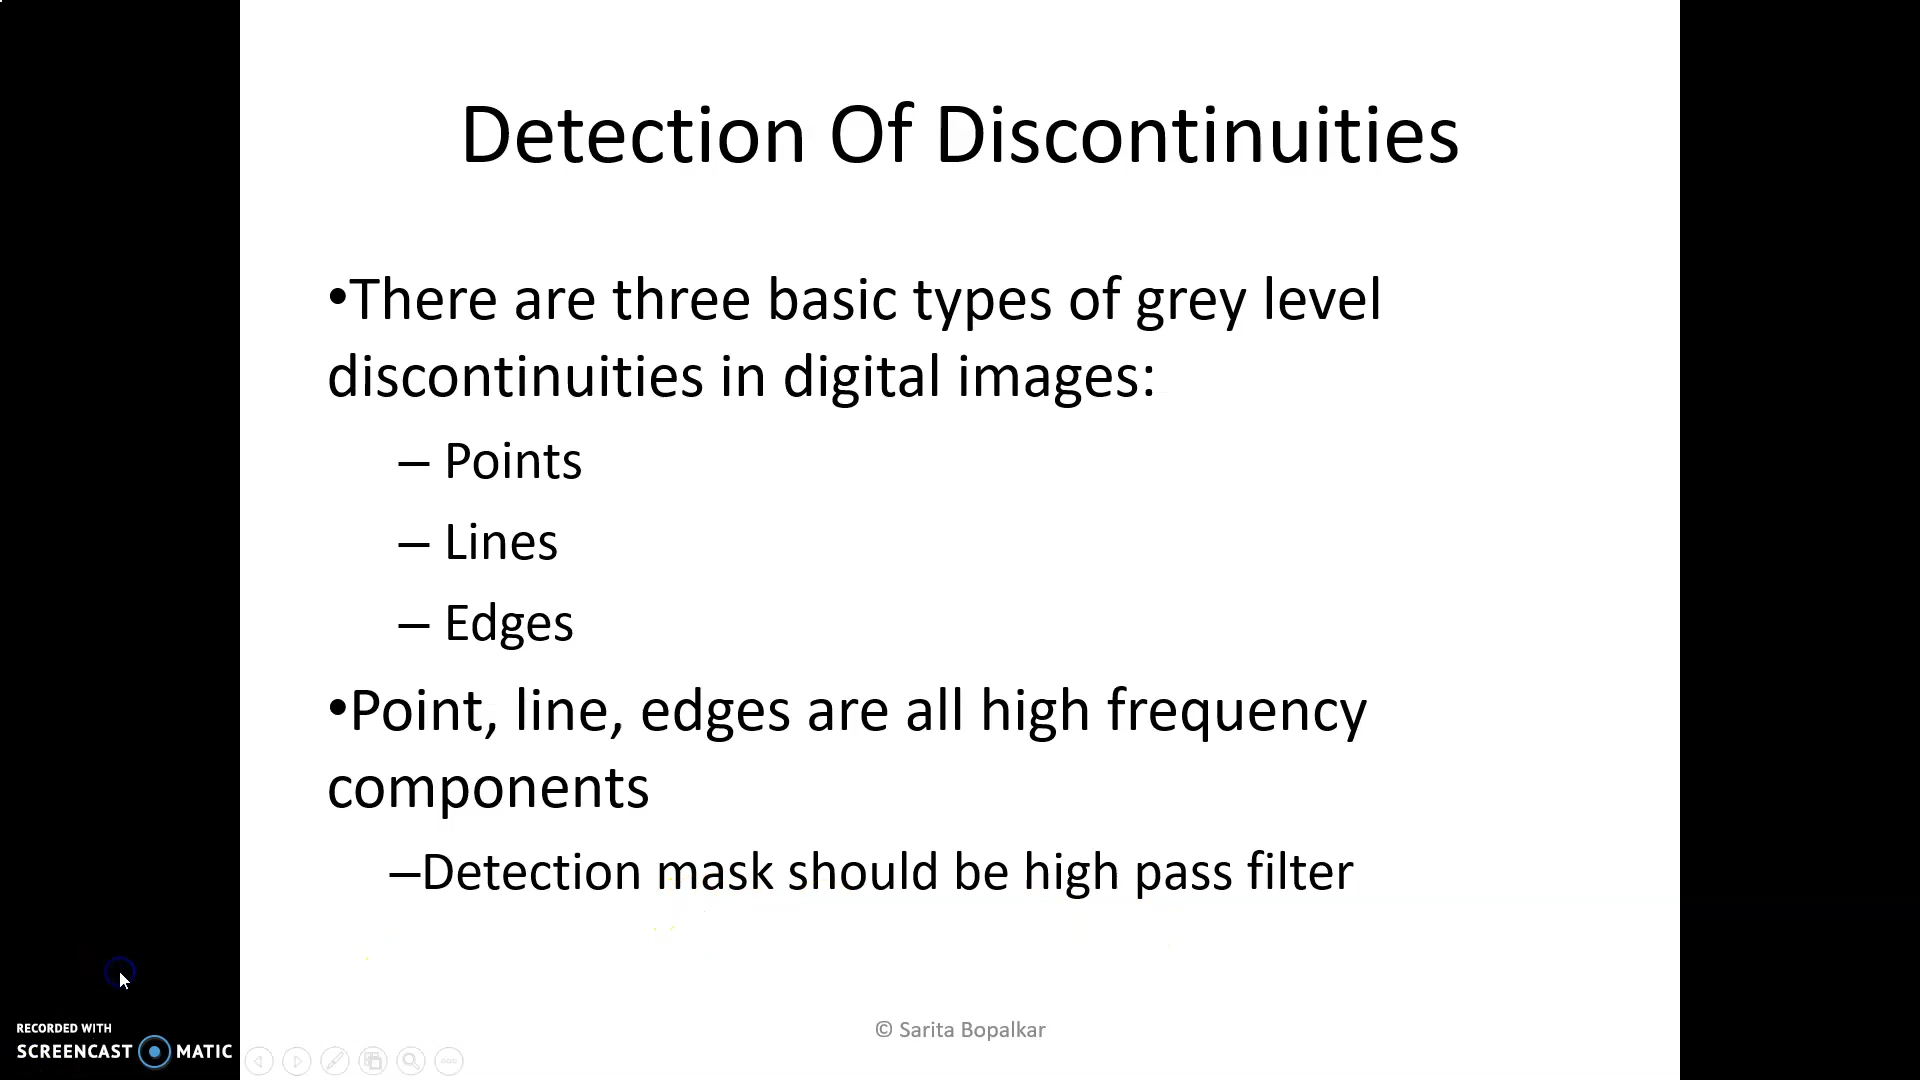 Detection Of Discontinuities
•There are three basic types of grey level
discontinuities in digital images:
– Points
– Lines
– Edges
•Point, line, edges are all high frequency
components
–Detection mask should be high pass filter
© Sarita Bopalkar
RECORDED WITH
SCREENCAST MATIC